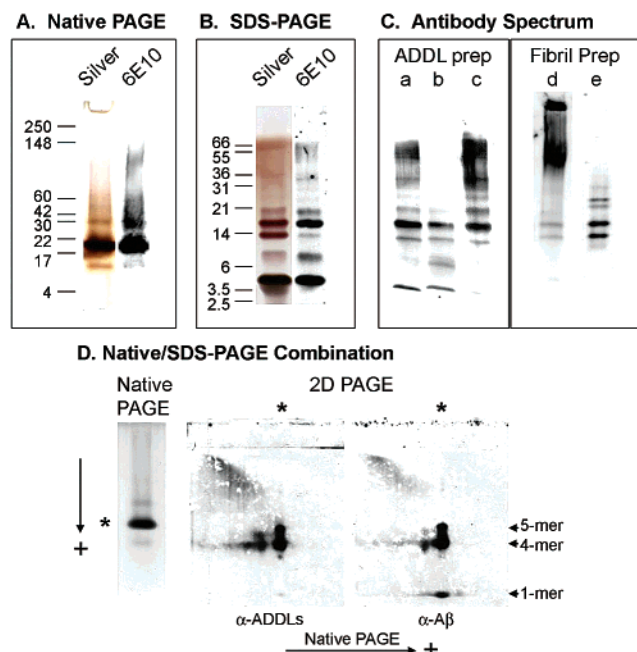 A. Native PAGE
Silver
6E10
250
148
60
42
30
22
17
4
B. SDS-PAGE
Silver
6E10
66
55
36
31
21
14
6
3.5
2.5
C. Antibody Spectrum
ADDL prep
a b c
Fibril Prep
d e
D. Native/SDS-PAGE Combination
Native
PAGE
2D PAGE
*
+
* *
5-mer
4-mer
1-mer
α-ADDLs α-Aβ
Native PAGE +